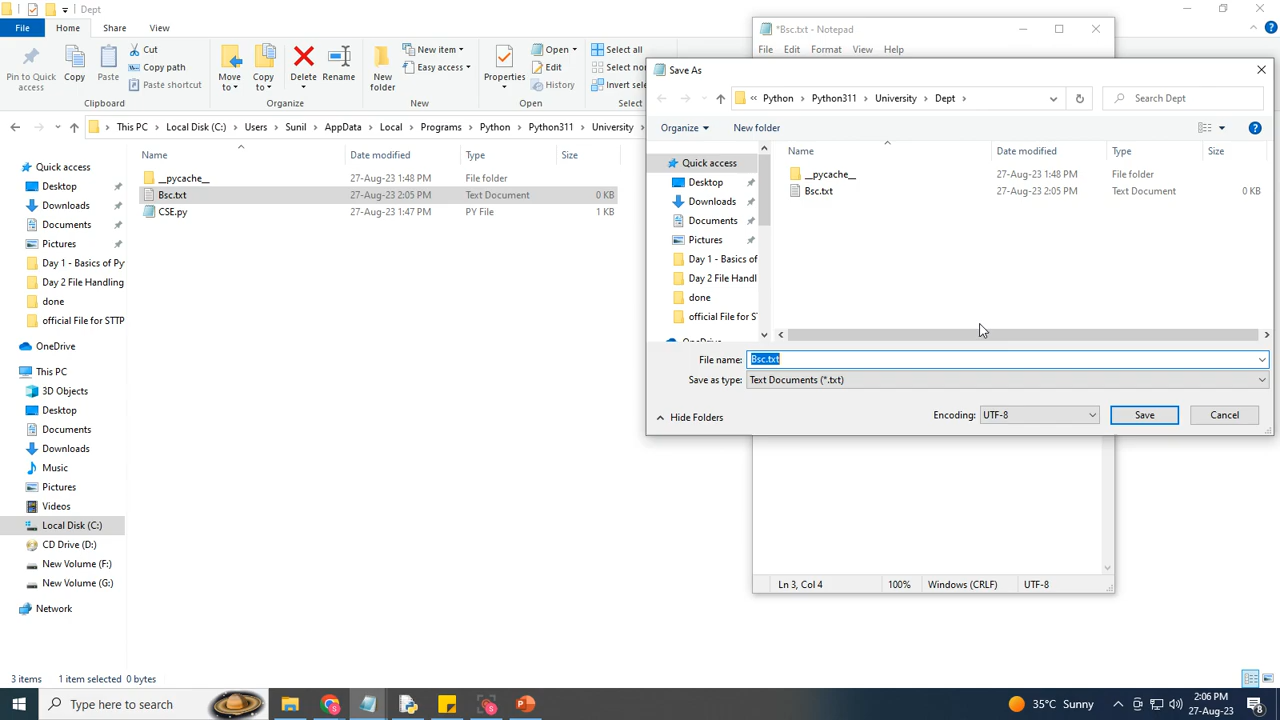 Dept
File
Home
Share
View
Pin to Quick access
Copy
Paste
Cut
Copy path
Paste shortcut
Clipboard
Move to
Copy to
Delete
Rename
Organize
New folder
New item
Easy access
New
Properties
Open
Edit
History
Open
Select all
Select no
Invert selec
Select
This PC > Local Disk (C:) > Users > Sunil > AppData > Local > Programs > Python > Python311 > University >
Name
Date modified
Type
Size
__pycache__ 27-Aug-23 1:48 PM File folder
Bsc.txt 27-Aug-23 2:05 PM Text Document 0 KB
CSE.py 27-Aug-23 1:47 PM PY File 1 KB
Quick access
Desktop
Downloads
Documents
Pictures
Day 1 - Basics of Py
Day 2 File Handling
done
official File for STTP
OneDrive
This PC
3D Objects
Desktop
Documents
Downloads
Music
Pictures
Videos
Local Disk (C:)
CD Drive (D:)
New Volume (F:)
New Volume (G:)
Network
3 items 1 item selected 0 bytes
*Bsc.txt - Notepad
File Edit Format View Help
Save As
« Python > Python311 > University > Dept >
Search Dept
Organize New folder
Name Date modified Type Size
__pycache__ 27-Aug-23 1:48 PM File folder
Bsc.txt 27-Aug-23 2:05 PM Text Document 0 KB
Quick access
Desktop
Downloads
Documents
Pictures
Day 1 - Basics of
Day 2 File Handl
done
official File for S
OneDrive
File name: Bsc.txt
Save as type: Text Documents (*.txt)
Hide Folders
Encoding: UTF-8
Save
Cancel
Ln 3, Col 4 100% Windows (CRLF) UTF-8
Type here to search
35°C Sunny
2:06 PM
27-Aug-23
8